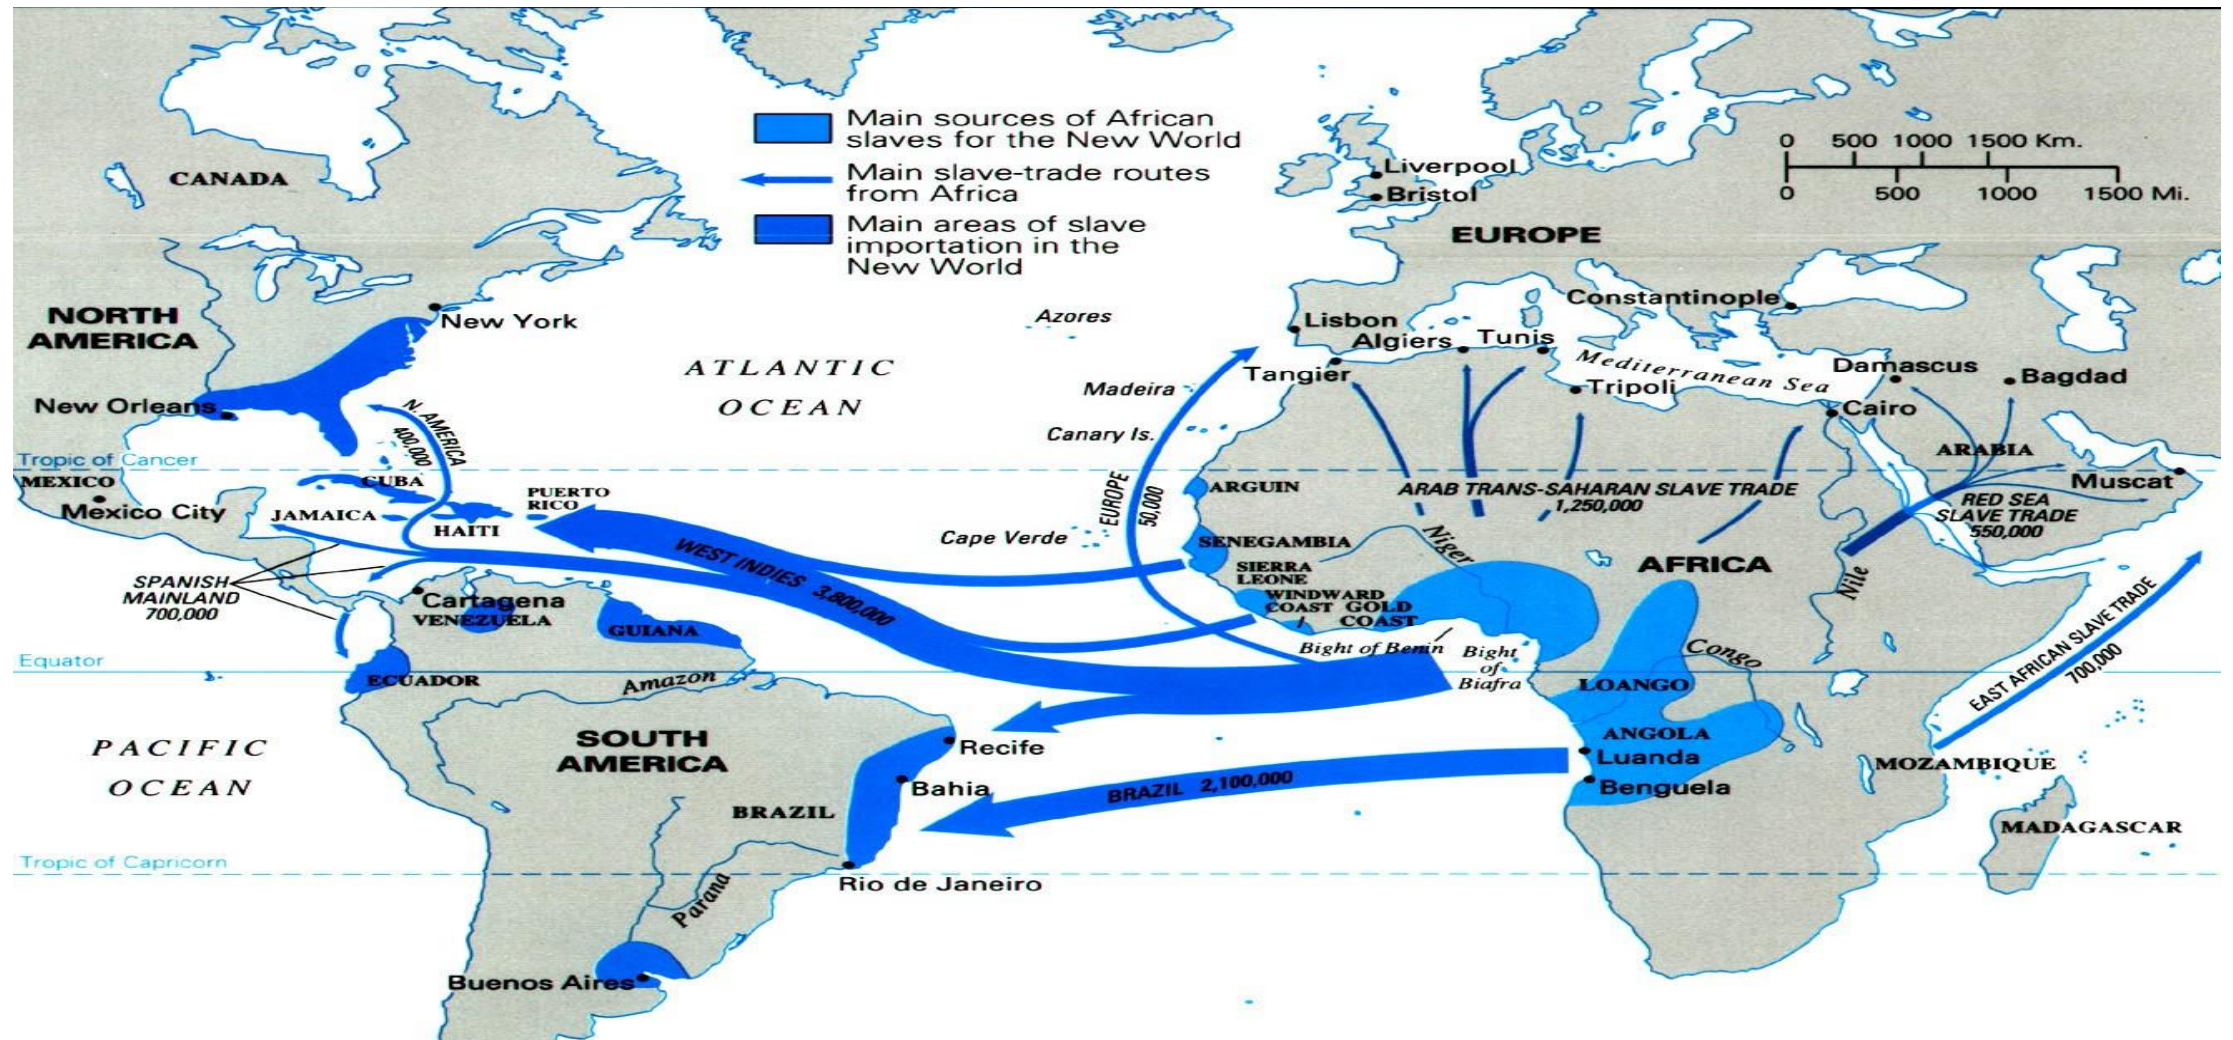 Main sources of African
slaves for the New World
Main slave-trade routes
from Africa
Main areas of slave
importation in the
New World
0 500 1000 1500 Km.
0 500 1000 1500 Mi.
CANADA
Liverpool
Bristol
EUROPE
NORTH
AMERICA
New York
Azores
Lisbon
Constantinople
Algiers
Tunis
Tangier
Mediterranean Sea
Tripoli
Damascus
Bagdad
Cairo
ATLANTIC
OCEAN
Madeira
Canary Is.
New Orleans
N. AMERICA
400,000
Tropic of Cancer
MEXICO
Mexico City
CUBA
PUERTO
RICO
JAMAICA
HAITI
Cape Verde
EUROPE
50,000
ARGUIN
ARAB TRANS-SAHARAN SLAVE TRADE
1,250,000
ARABIA
Muscat
RED SEA
SLAVE TRADE
550,000
SENEGAMBIA
Niger
AFRICA
Nile
SIERRA
LEONE
WINDWARD
COAST
GOLD
COAST
WEST INDIES 3,800,000
SPANISH
MAINLAND
700,000
Cartagena
VENEZUELA
GUIANA
Bight of Benin
Bight
of
Biafra
Congo
EAST AFRICAN SLAVE TRADE
700,000
Equator
ECUADOR
Amazon
LOANGO
ANGOLA
Luanda
Benguela
PACIFIC
OCEAN
SOUTH
AMERICA
Recife
Bahia
BRAZIL
BRAZIL 2,100,000
MOZAMBIQUE
MADAGASCAR
Tropic of Capricorn
Rio de Janeiro
Parana
Buenos Aires